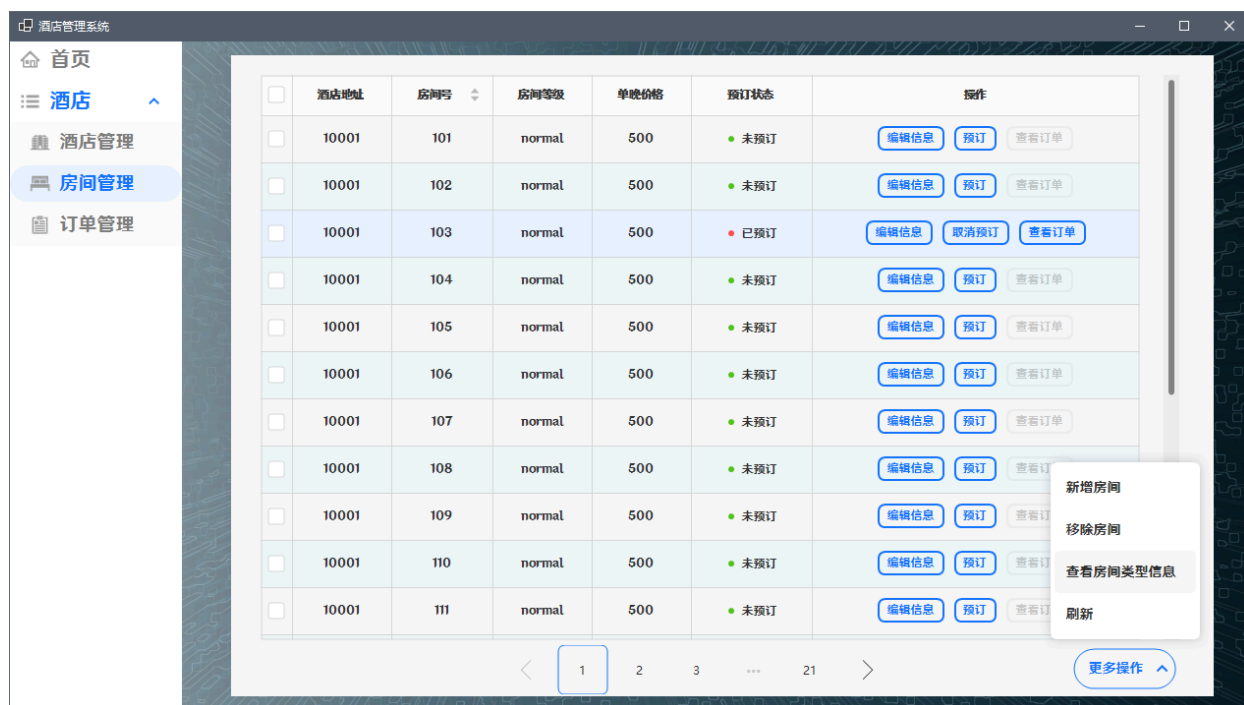 酒店管理系统
首页
酒店
酒店管理
房间管理
订单管理
酒店地址 房间号 房间等级 单晚价格 预订状态 操作
10001 101 normal 500 未预订 编辑信息 预订 查看订单
10001 102 normal 500 未预订 编辑信息 预订 查看订单
10001 103 normal 500 已预订 编辑信息 取消预订 查看订单
10001 104 normal 500 未预订 编辑信息 预订 查看订单
10001 105 normal 500 未预订 编辑信息 预订 查看订单
10001 106 normal 500 未预订 编辑信息 预订 查看订单
10001 107 normal 500 未预订 编辑信息 预订 查看订单
10001 108 normal 500 未预订 编辑信息 预订 查看订
10001 109 normal 500 未预订 编辑信息 预订 查看订
10001 110 normal 500 未预订 编辑信息 预订 查看订
10001 111 normal 500 未预订 编辑信息 预订 查看订
新增房间
移除房间
查看房间类型信息
刷新
1 2 3 ••• 21
更多操作